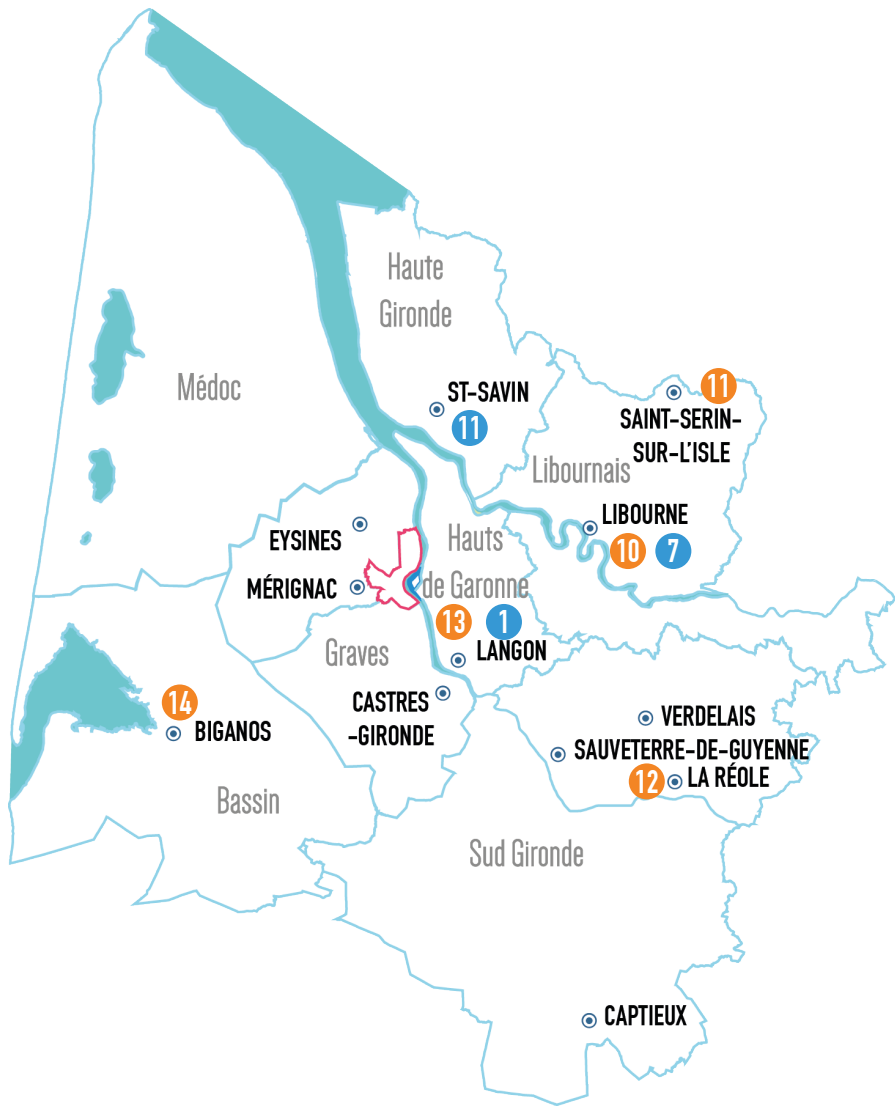 Haute
Gironde
Médoc
ST-SAVIN
11
11
SAINT-SERIN-
SUR-L'ISLE
Libournais
LIBOURNE
10 7
EYSINES
Hauts
de Garonne
MÉRIGNAC
13 1
LANGON
Graves
CASTRES
-GIRONDE
14
BIGANOS
VERDELAIS
SAUVETERRE-DE-GUYENNE
12 LA RÉOLE
Bassin
Sud Gironde
CAPTIEUX